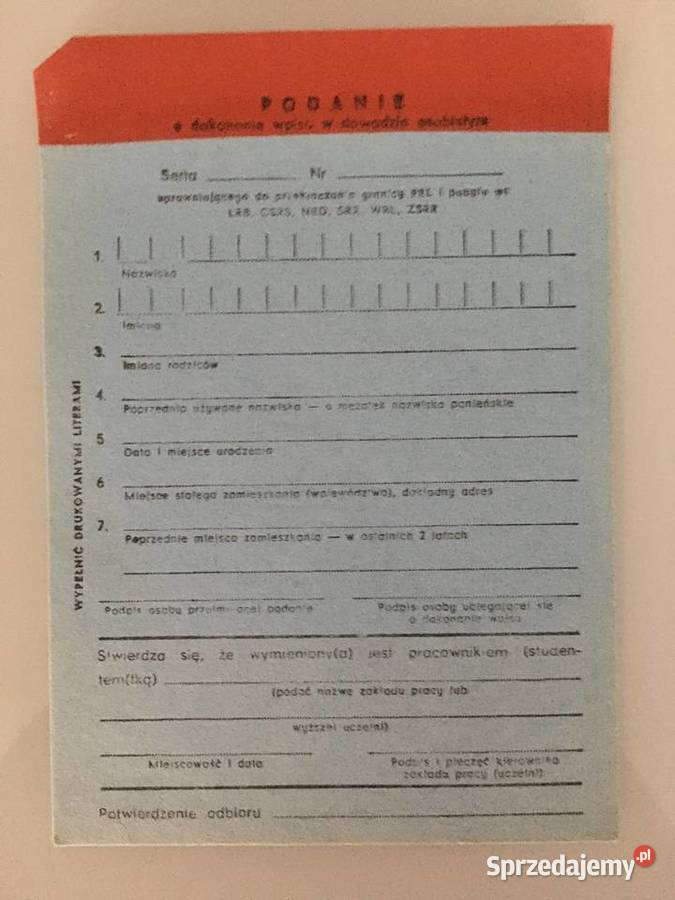 PODANIE
o dokonanie wpisu w dowodzie osobistym
Seria Nr
uprawniającego do przekraczania granicy PRL i pobytu w:
LRB, CSRS, NRD, SRR, WRL, ZSRR
1.
Nazwisko
2.
Imiona
3.
Imiona rodziców
4.
Poprzednio używane nazwiska — a mężatek nazwisko panieńskie
5
Data i miejsce urodzenia
6
Miejsce stałego zamieszkania (województwo), dokładny adres
7.
Poprzednie miejsce zamieszkania — w ostatnich 2 latach
WYPEŁNIĆ DRUKOWANYMI LITERAMI
Podpis osoby przyjmującej podanie
Podpis osoby ubiegającej się
o dokonanie wpisu
Stwierdza się, że wymieniony(a) jest pracownikiem (studen-
tem(tką)
(podać nazwę zakładu pracy lub
wyższej uczelni)
Miejscowość i data
Podpis i pieczęć kierownika
zakładu pracy (uczelni)
Potwierdzenie odbioru
Sprzedajemy.pl